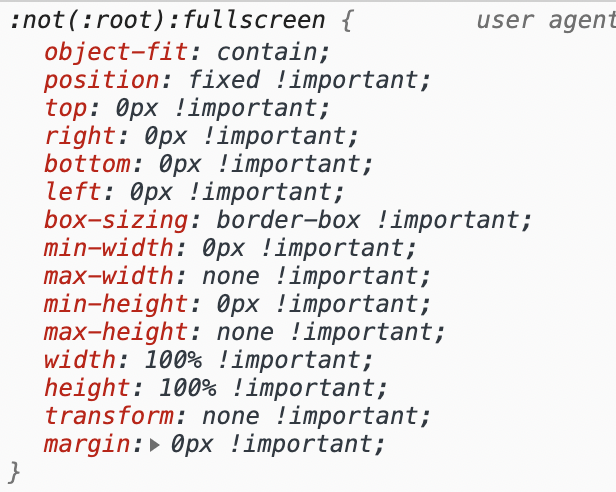 :not(:root):fullscreen { user agent
object-fit: contain;
position: fixed !important;
top: 0px !important;
right: 0px !important;
bottom: 0px !important;
left: 0px !important;
box-sizing: border-box !important;
min-width: 0px !important;
max-width: none !important;
min-height: 0px !important;
max-height: none !important;
width: 100% !important;
height: 100% !important;
transform: none !important;
margin:▶ 0px !important;
}